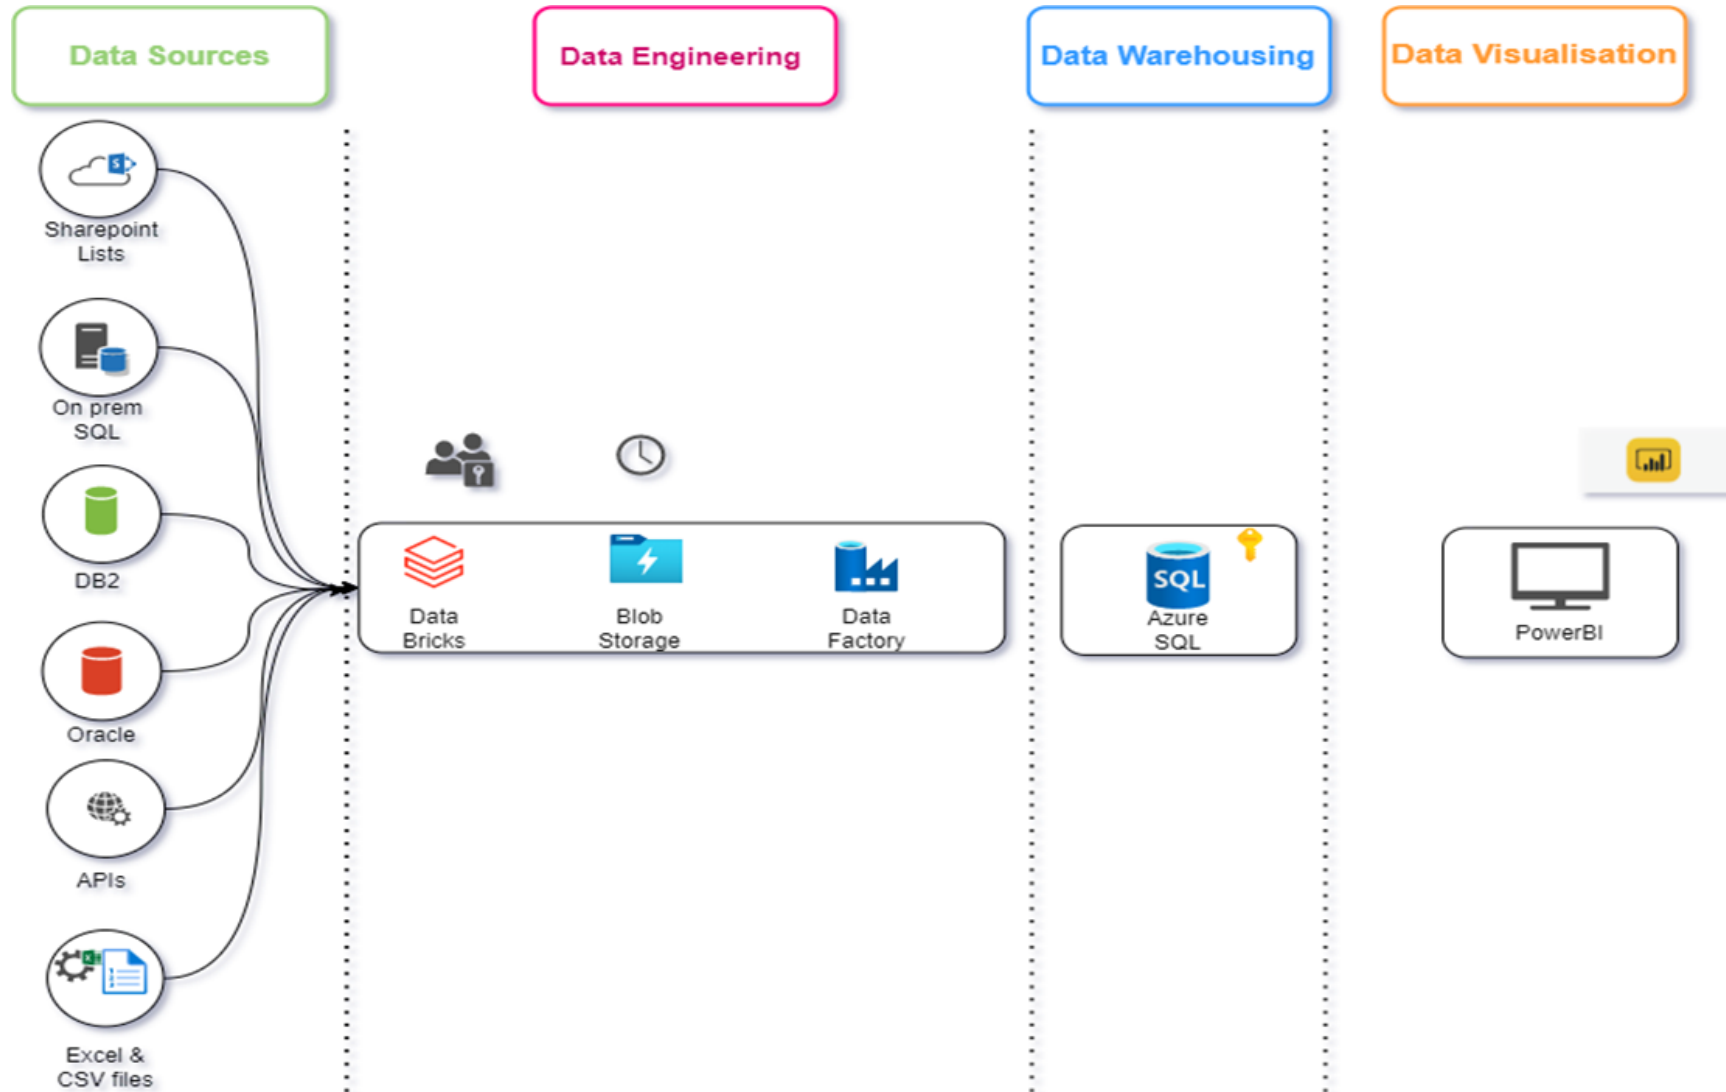 Data Sources
Data Engineering
Data Warehousing
Data Visualisation
S
Sharepoint
Lists
On prem
SQL
DB2
Oracle
APIs
Excel &
CSV files
Data
Bricks
Blob
Storage
Data
Factory
SQL
Azure
SQL
PowerBI